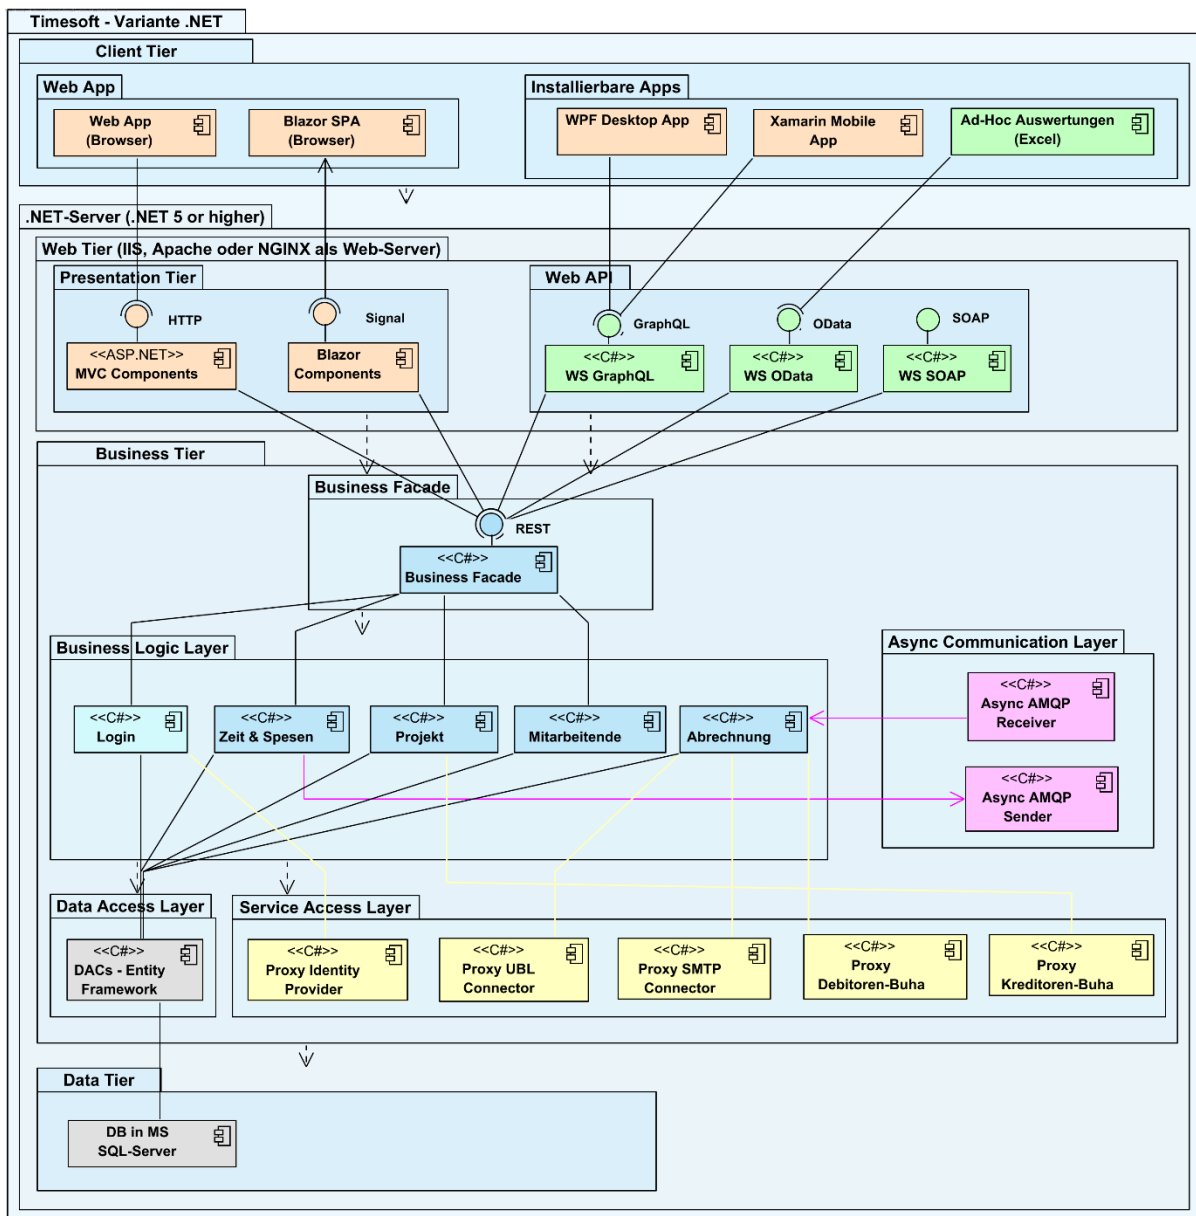 Timesoft - Variante .NET
Client Tier
Web App
Web App
(Browser)
Blazor SPA
(Browser)
Installierbare Apps
WPF Desktop App
Xamarin Mobile
App
Ad-Hoc Auswertungen
(Excel)
.NET-Server (.NET 5 or higher)
Web Tier (IIS, Apache oder NGINX als Web-Server)
Presentation Tier
HTTP
Signal
<<ASP.NET>>
MVC Components
Blazor
Components
Web API
GraphQL
OData
SOAP
<<C#>>
WS GraphQL
<<C#>>
WS OData
<<C#>>
WS SOAP
Business Tier
Business Facade
REST
<<C#>>
Business Facade
Business Logic Layer
<<C#>>
Login
<<C#>>
Zeit & Spesen
<<C#>>
Projekt
<<C#>>
Mitarbeitende
<<C#>>
Abrechnung
Async Communication Layer
<<C#>>
Async AMQP
Receiver
<<C#>>
Async AMQP
Sender
Data Access Layer
<<C#>>
DACs - Entity
Framework
Service Access Layer
<<C#>>
Proxy Identity
Provider
<<C#>>
Proxy UBL
Connector
<<C#>>
Proxy SMTP
Connector
<<C#>>
Proxy
Debitoren-Buha
<<C#>>
Proxy
Kreditoren-Buha
Data Tier
DB in MS
SQL-Server